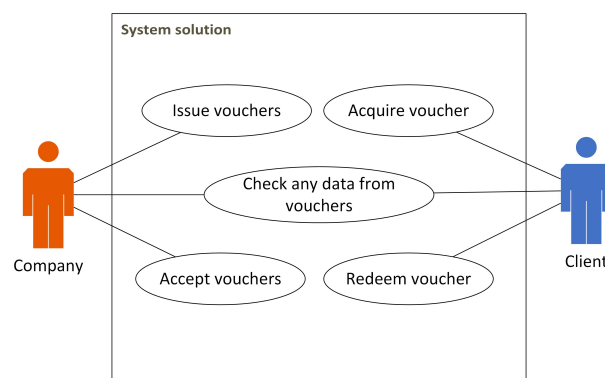 System solution
Issue vouchers
Acquire voucher
Check any data from
vouchers
Company
Client
Accept vouchers
Redeem voucher